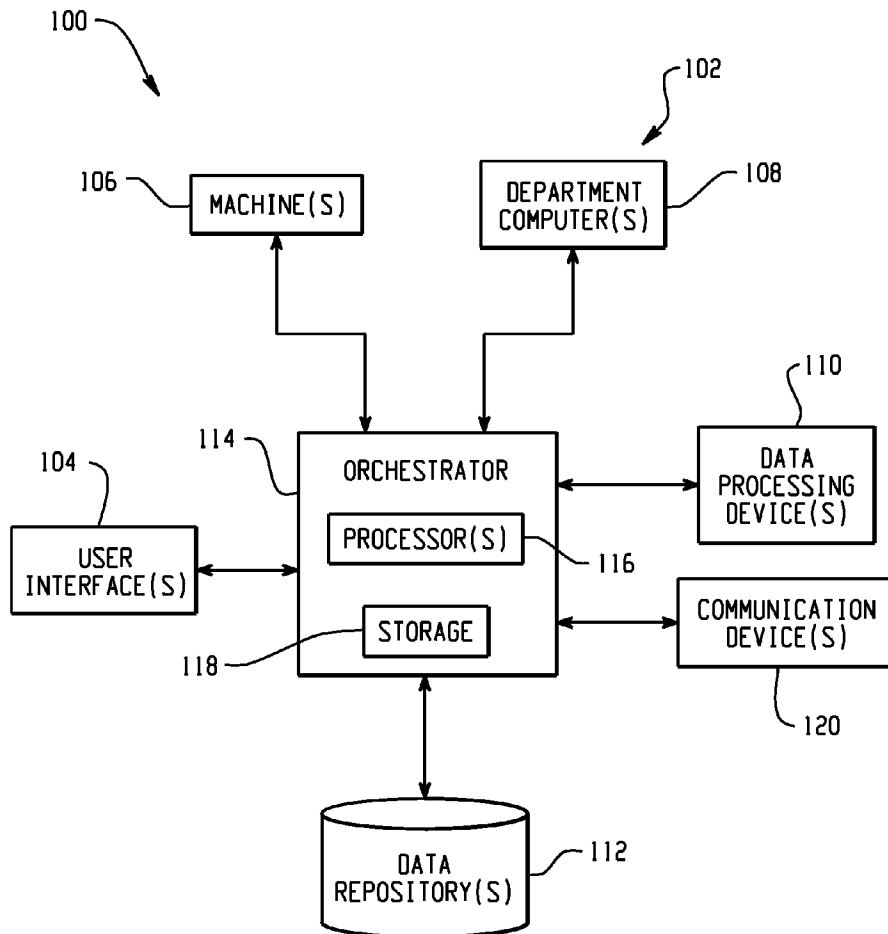 100
102
106
MACHINE(S)
DEPARTMENT
COMPUTER(S)
108
110
114
ORCHESTRATOR
DATA
PROCESSING
DEVICE(S)
104
USER
INTERFACE(S)
PROCESSOR(S)
116
COMMUNICATION
DEVICE(S)
STORAGE
118
120
DATA
REPOSITORY(S)
112